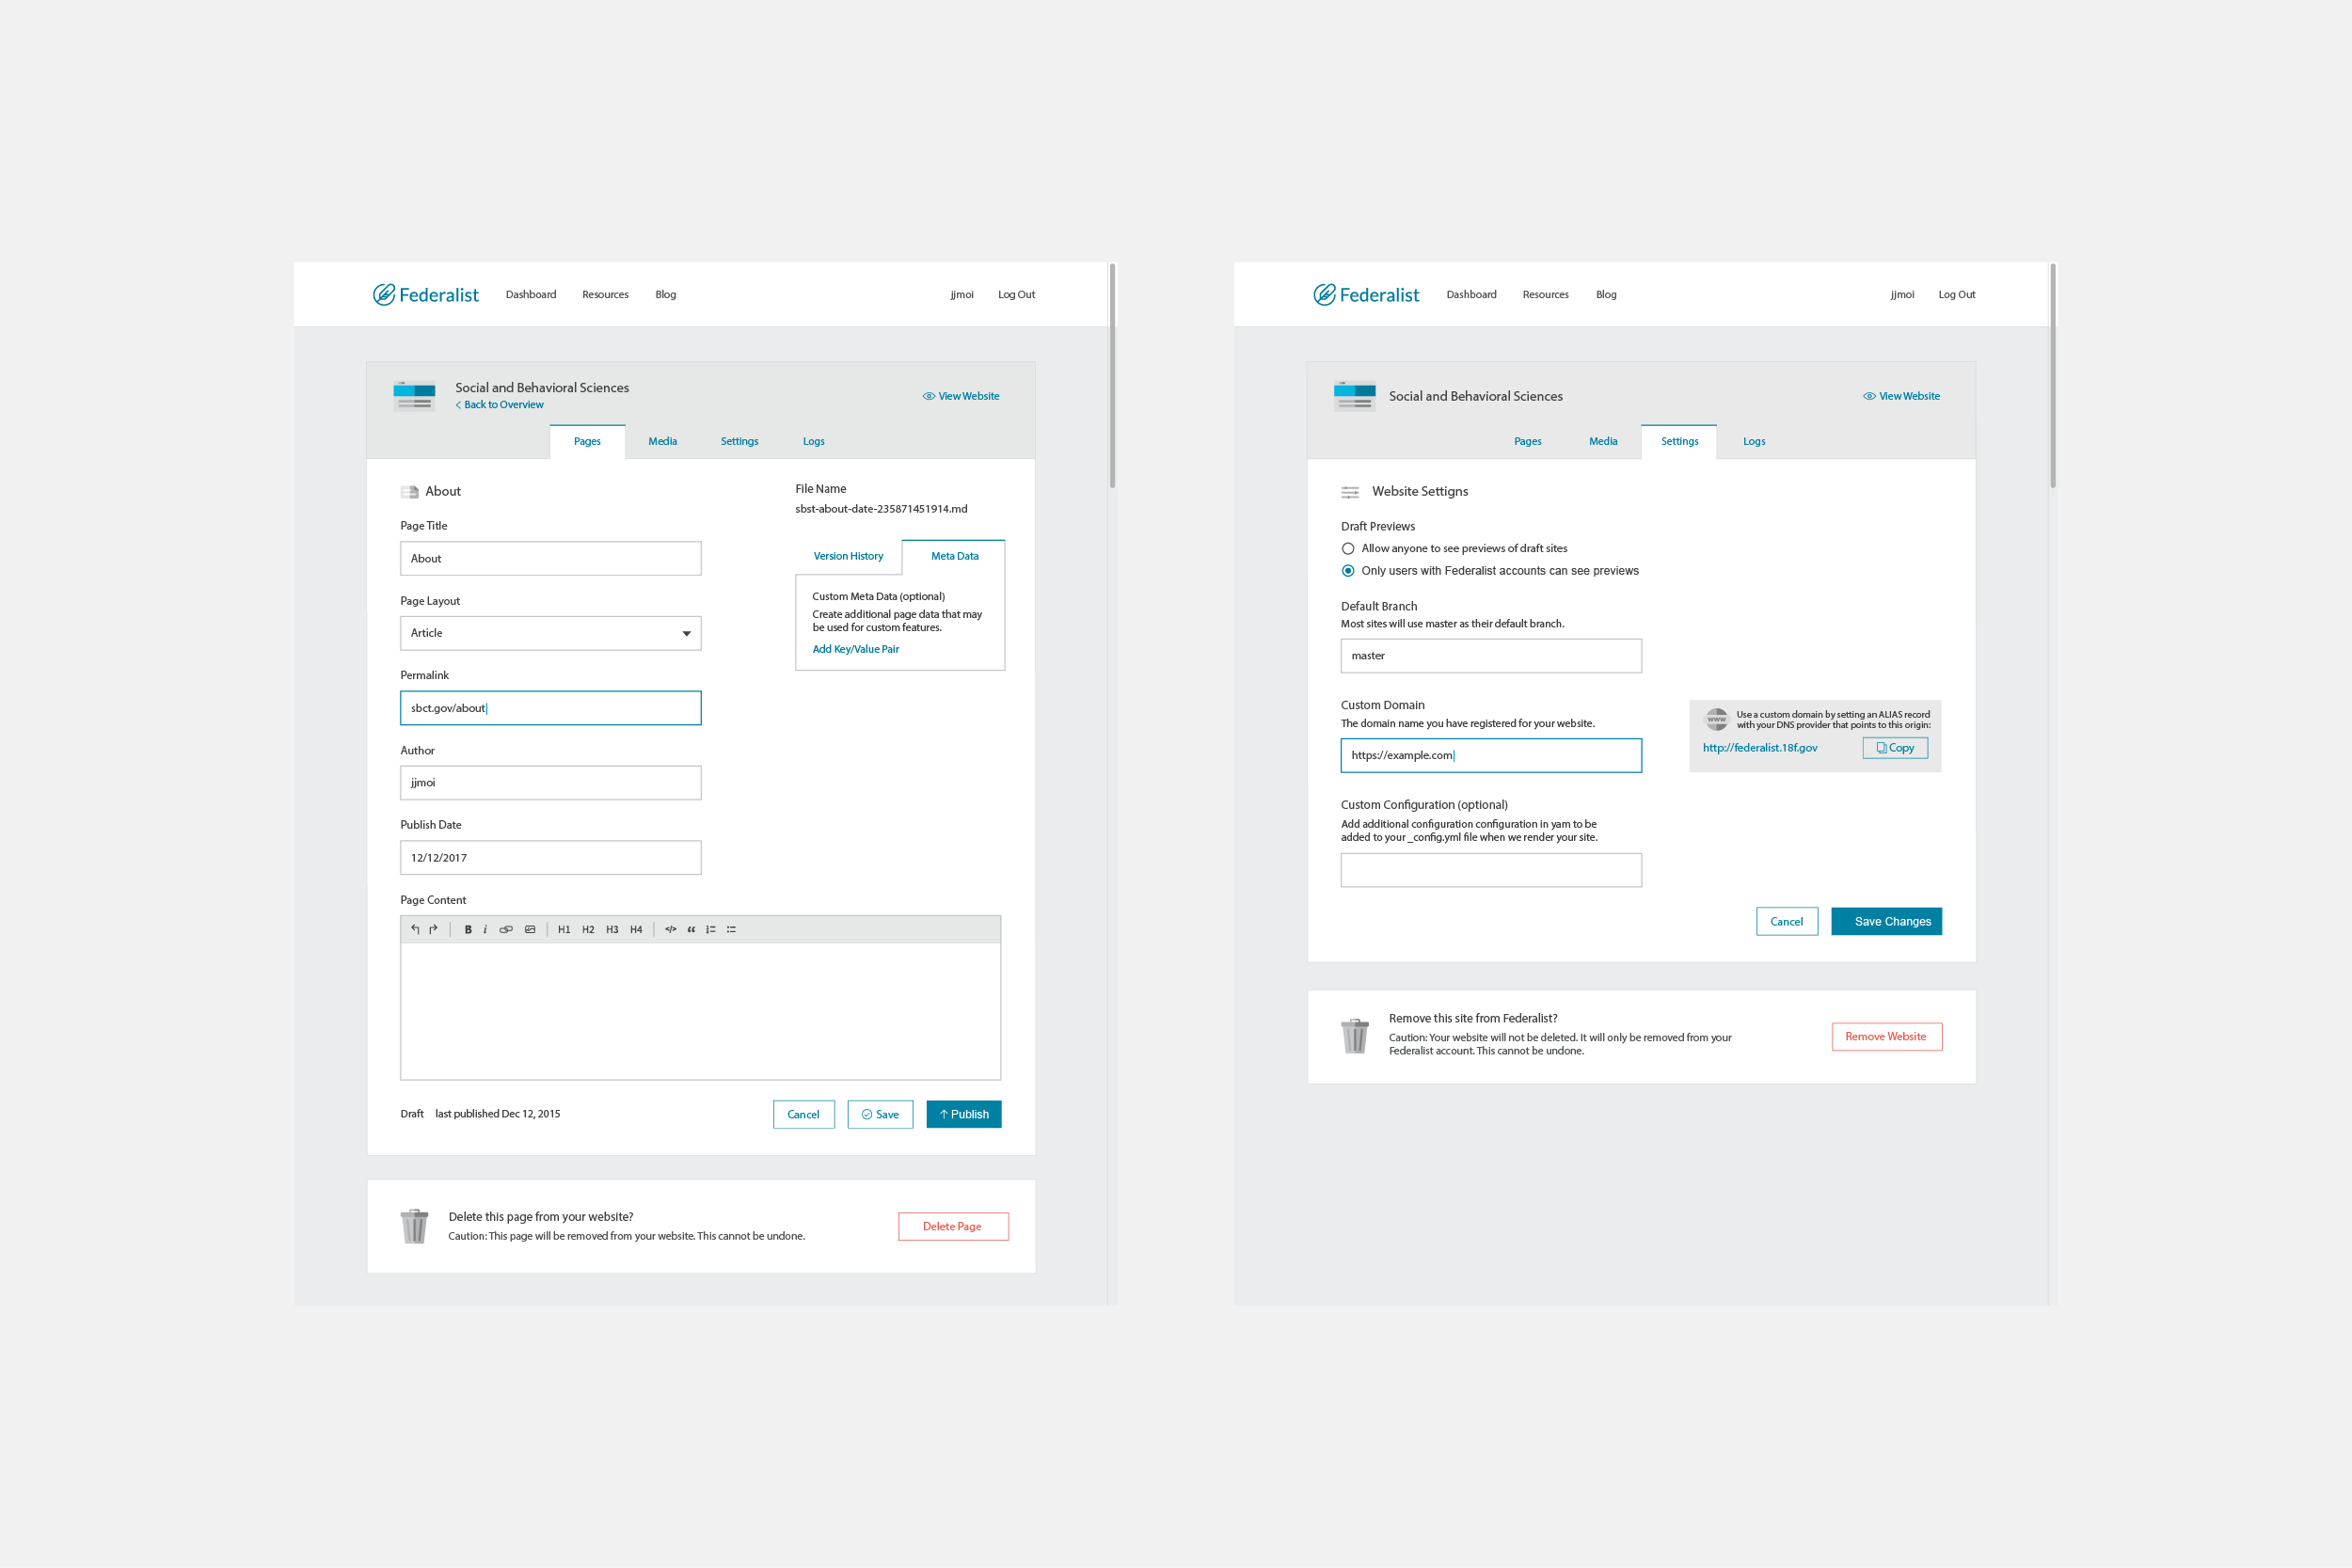 Federalist Dashboard Resources Blog jjmoi Log Out
Social and Behavioral Sciences
< Back to Overview
View Website
Pages Media Settings Logs
About
Page Title
About
Page Layout
Article
Permalink
sbct.gov/about
Author
jjmoi
Publish Date
12/12/2017
File Name
sbst-about-date-235871451914.md
Version History Meta Data
Custom Meta Data (optional)
Create additional page data that may
be used for custom features.
Add Key/Value Pair
Page Content
B i H1 H2 H3 H4 </> “
Draft last published Dec 12, 2015
Cancel Save Publish
Delete this page from your website?
Caution: This page will be removed from your website. This cannot be undone.
Delete Page
Federalist Dashboard Resources Blog jjmoi Log Out
Social and Behavioral Sciences
View Website
Pages Media Settings Logs
Website Settigns
Draft Previews
Allow anyone to see previews of draft sites
Only users with Federalist accounts can see previews
Default Branch
Most sites will use master as their default branch.
master
Custom Domain
The domain name you have registered for your website.
https://example.com
www
Use a custom domain by setting an ALIAS record
with your DNS provider that points to this origin:
http://federalist.18f.gov Copy
Custom Configuration (optional)
Add additional configuration configuration in yam to be
added to your _config.yml file when we render your site.
Cancel Save Changes
Remove this site from Federalist?
Caution: Your website will not be deleted. It will only be removed from your
Federalist account. This cannot be undone.
Remove Website